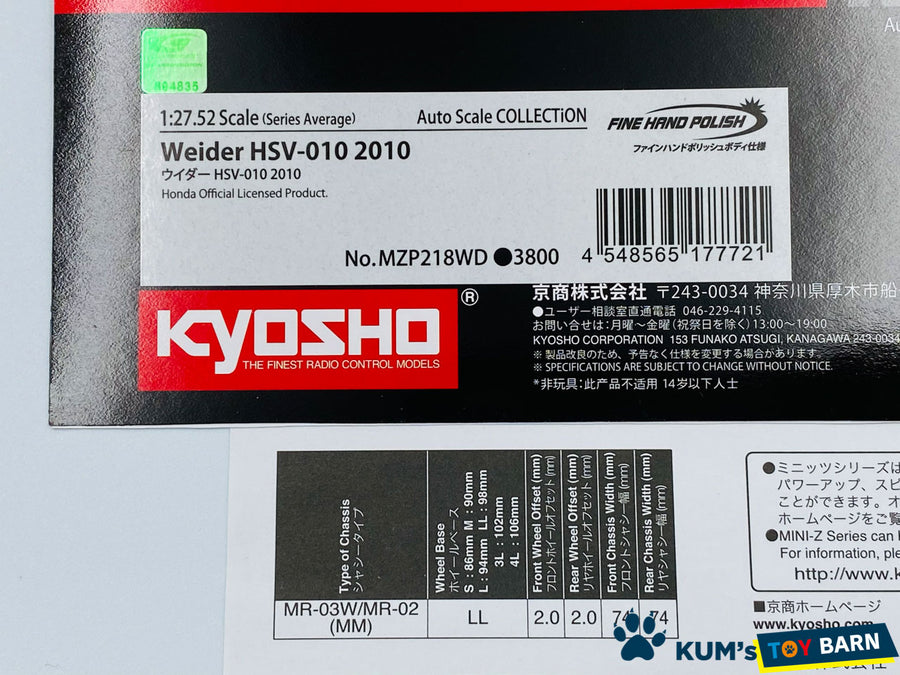 H04835
1:27.52 Scale (Series Average)
Auto Scale COLLECTiON
FINE HAND POLISH
ファインハンドポリッシュボディ仕様
Weider HSV-010 2010
ウイダー HSV-010 2010
Honda Official Licensed Product.
No.MZP218WD ●3800
4 548565 177721
KYOSHO®
THE FINEST RADIO CONTROL MODELS
京商株式会社 〒243-0034 神奈川県厚木市船
●ユーザー相談室直通電話 046-229-4115
お問い合せは:月曜〜金曜(祝祭日を除く)13:00〜19:00
KYOSHO CORPORATION 153 FUNAKO ATSUGI, KANAGAWA 243-0034
※ 製品改良のため、予告なく仕様を変更する場合があります。
※ SPECIFICATIONS ARE SUBJECT TO CHANGE WITHOUT NOTICE.
*非玩具:此产品不适用 14岁以下人士
Type of Chassis
シャシータイプ
Wheel Base
ホイールベース
S : 86mm M : 90mm
L : 94mm LL : 98mm
3L : 102mm
4L : 106mm
Front Wheel Offset (mm)
フロントホイールオフセット(mm)
Rear Wheel Offset (mm)
リヤホイールオフセット(mm)
Front Chassis Width (mm)
フロントシャシー幅 (mm)
Rear Chassis Width (mm)
リヤシャシー幅 (mm)
MR-03W/MR-02
(MM)
LL
2.0
2.0
74
74
●ミニッツシリーズは
パワーアップ、スピ
ことができます。オ
ホームページをご覧
●MINI-Z Series can
For information, ple
http://www.k
■京商ホームページ
www.kyosho.com
KUM's TOY BARN